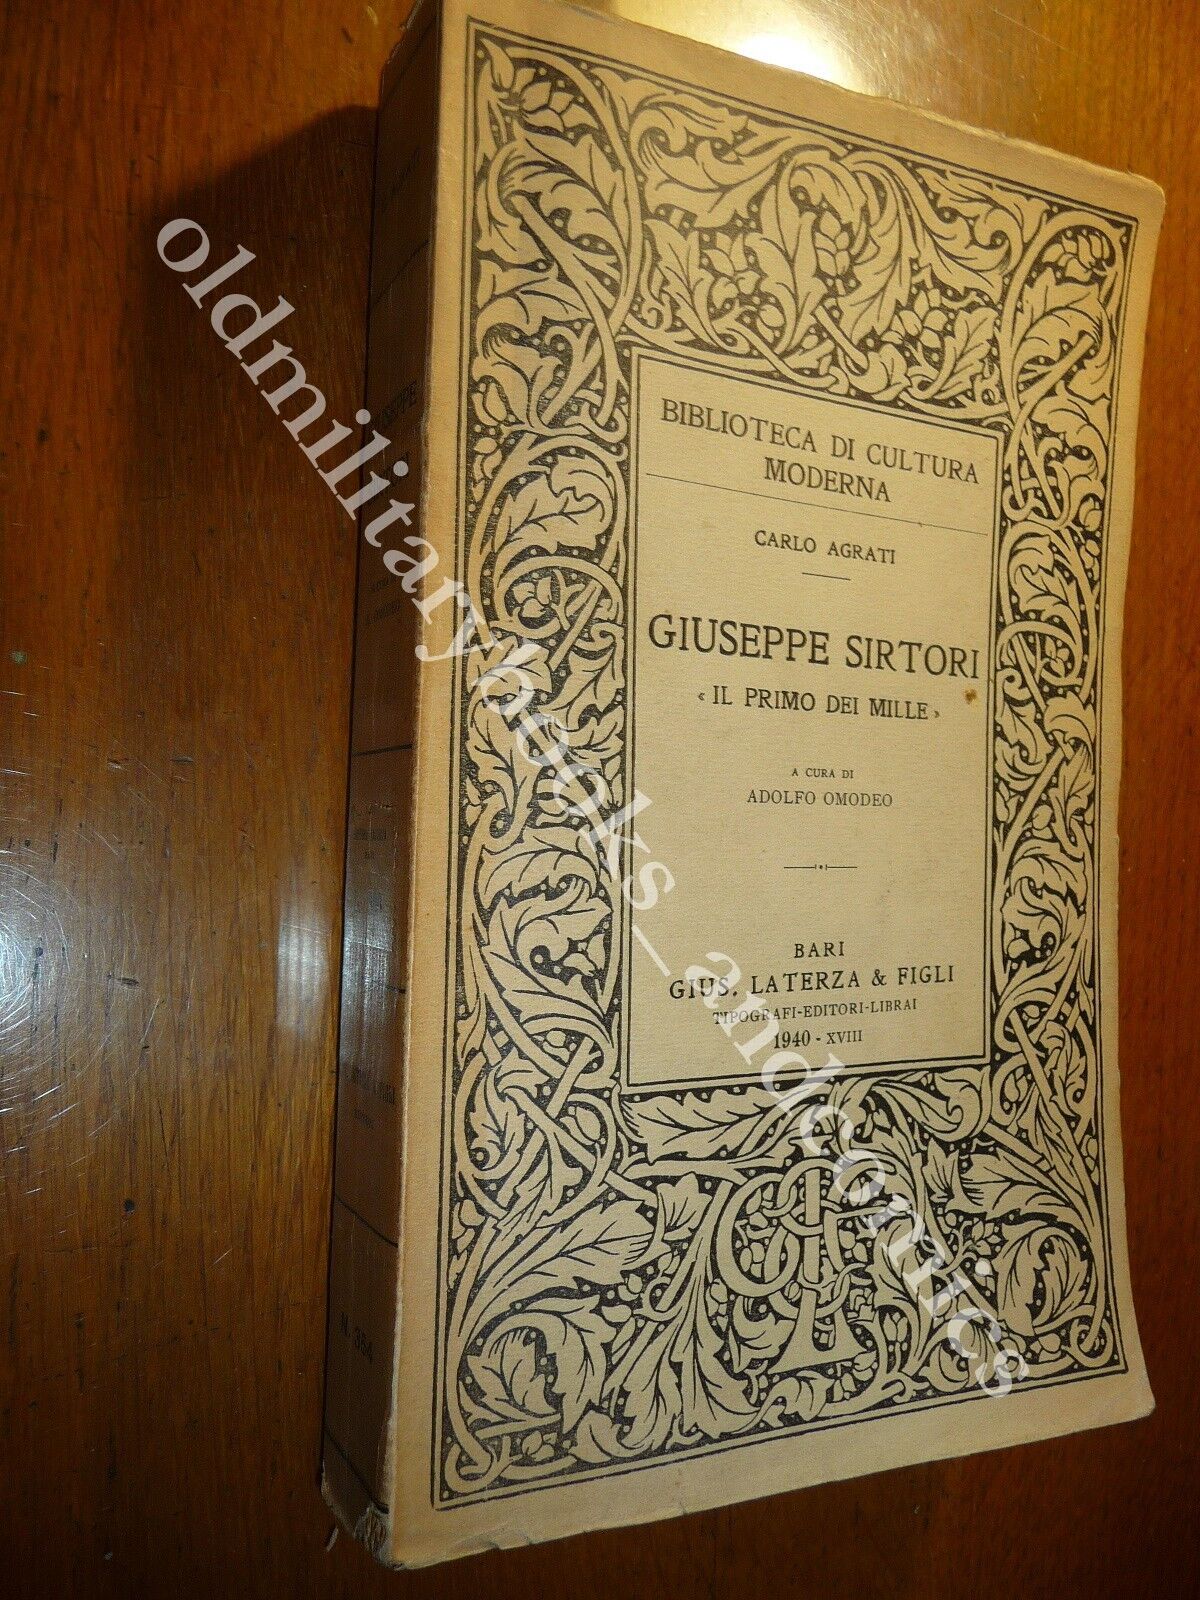 BIBLIOTECA DI CULTURA
MODERNA
CARLO AGRATI
GIUSEPPE SIRTORI
« IL PRIMO DEI MILLE »
A CURA DI
ADOLFO OMODEO
BARI
GIUS. LATERZA & FIGLI
TIPOGRAFI-EDITORI-LIBRAI
1940 - XVIII
N. 364
oldmilitarybooks_andcomics